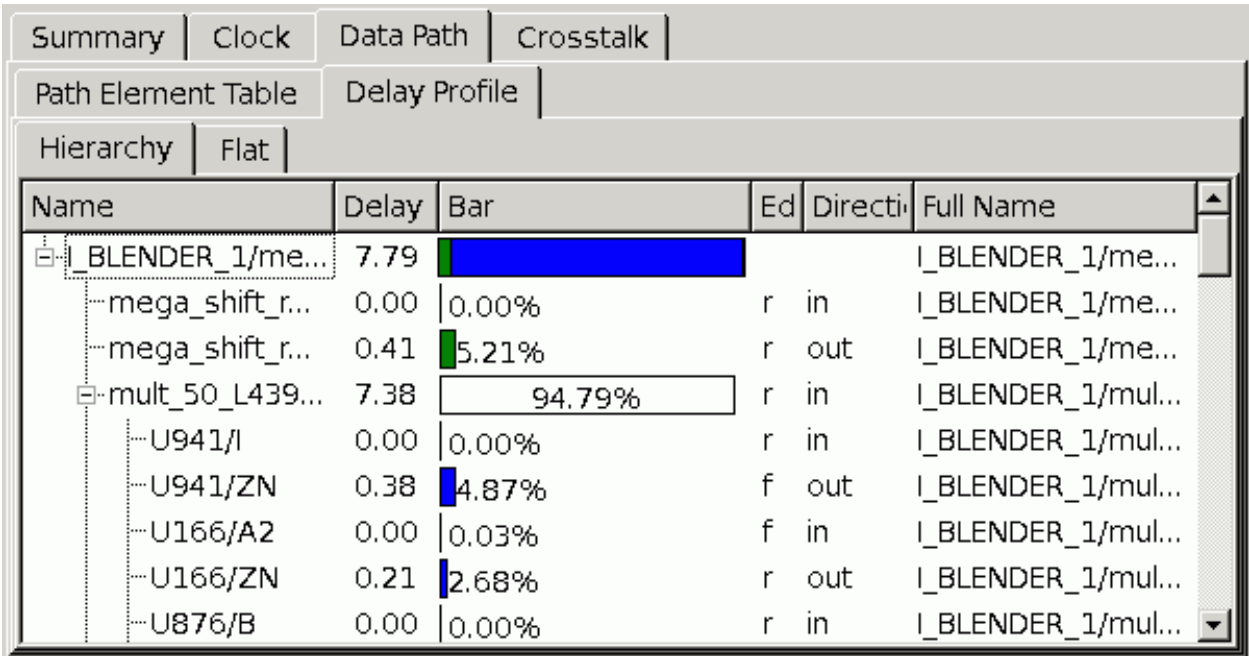 Summary Clock Data Path Crosstalk
Path Element Table Delay Profile
Hierarchy Flat
Name Delay Bar Ed Directi Full Name
I_BLENDER_1/me... 7.79 I_BLENDER_1/me...
mega_shift_r... 0.00 0.00% r in I_BLENDER_1/me...
mega_shift_r... 0.41 5.21% r out I_BLENDER_1/me...
mult_50_L439... 7.38 94.79% r in I_BLENDER_1/mul...
U941/I 0.00 0.00% r in I_BLENDER_1/mul...
U941/ZN 0.38 4.87% f out I_BLENDER_1/mul...
U166/A2 0.00 0.03% f in I_BLENDER_1/mul...
U166/ZN 0.21 2.68% r out I_BLENDER_1/mul...
U876/B 0.00 0.00% r in I_BLENDER_1/mul...